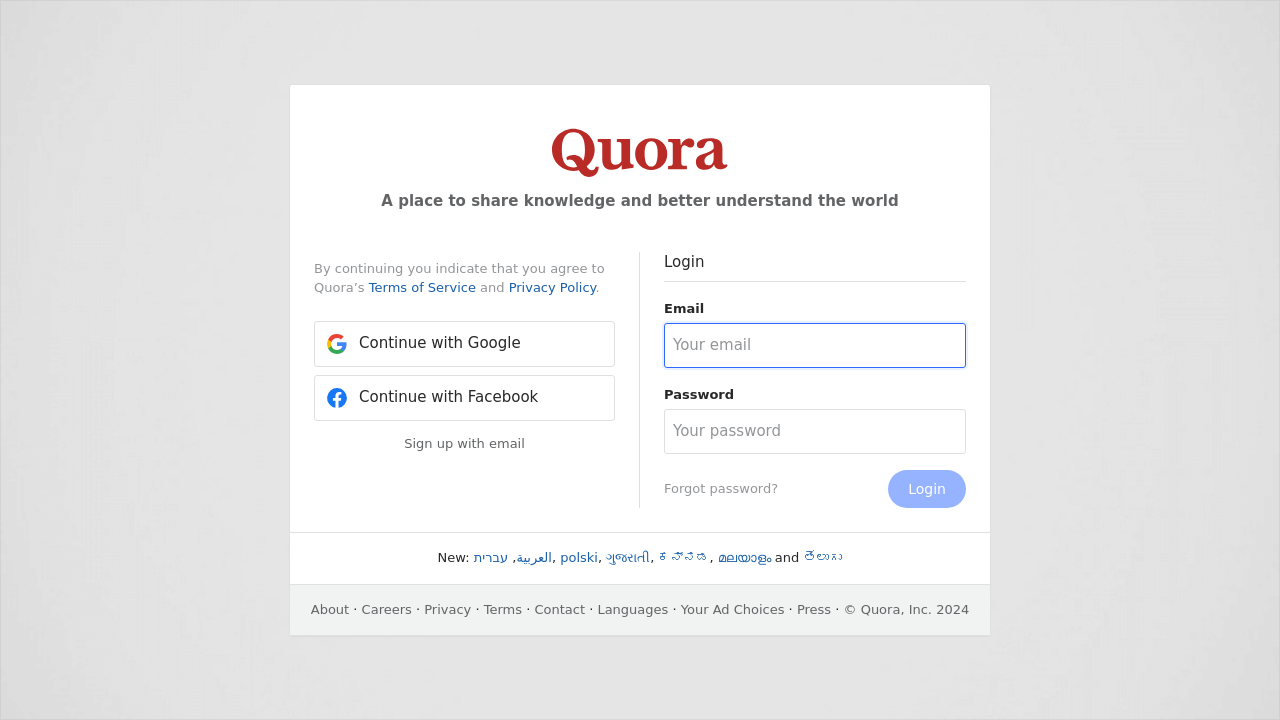 Quora
A place to share knowledge and better understand the world
By continuing you indicate that you agree to
Quora’s Terms of Service and Privacy Policy.
Continue with Google
Continue with Facebook
Sign up with email
Login
Email
Your email
Password
Your password
Forgot password?
Login
New: עברית, العربية, polski, ગુજરાતી, ಕನ್ನಡ, മലയാളം and తెలుగు
About · Careers · Privacy · Terms · Contact · Languages · Your Ad Choices · Press · © Quora, Inc. 2024